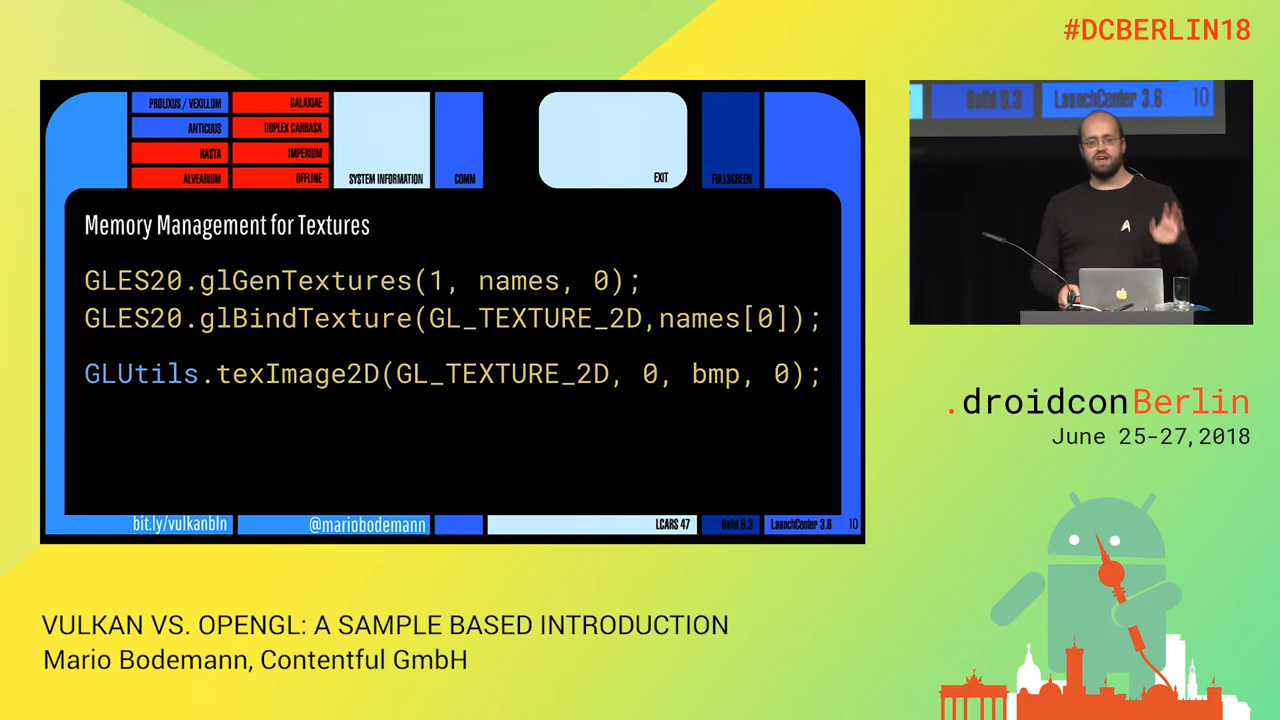 #DCBERLIN18
PROLIXUS / VEXILLUM
GALAXIAE
ANTICUUS
DUPLEX CARBASA
HASTA
IMPERIUM
ALVEARIUM
OFFLINE
SYSTEM INFORMATION
COMM
EXIT
FULLSCREEN
Memory Management for Textures
GLES20.glGenTextures(1, names, 0);
GLES20.glBindTexture(GL_TEXTURE_2D,names[0]);
GLUtils.texImage2D(GL_TEXTURE_2D, 0, bmp, 0);
bit.ly/vulkanbln
@mariobodemann
LCARS 47
Build 6.3
LaunchCenter 3.6
10
Build 6.3
LaunchCenter 3.6
10
.droidconBerlin
June 25-27,2018
VULKAN VS. OPENGL: A SAMPLE BASED INTRODUCTION
Mario Bodemann, Contentful GmbH